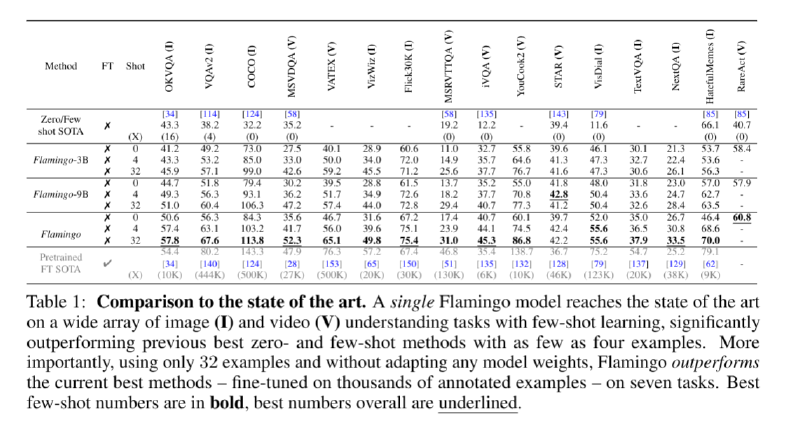 Method FT Shot OKVQA (I) VQAv2 (I) COCO (I) MSVDQA (V) VATEX (V) VizWiz (I) Flick30K (I) MSRVTTQA (V) iVQA (V) YouCook2 (V) STAR (V) VisDial (I) TextVQA (I) NextQA (I) HatefulMemes (I) RareAct (V)
Zero/Few [34] [114] [124] [58] [58] [135] [143] [79] [85] [85]
shot SOTA ✗ 43.3 38.2 32.2 35.2 - - - 19.2 12.2 - 39.4 11.6 - - 66.1 40.7
(X) (16) (4) (0) (0) (0) (0) (0) (0) (0) (0)
✗ 0 41.2 49.2 73.0 27.5 40.1 28.9 60.6 11.0 32.7 55.8 39.6 46.1 30.1 21.3 53.7 58.4
Flamingo-3B ✗ 4 43.3 53.2 85.0 33.0 50.0 34.0 72.0 14.9 35.7 64.6 41.3 47.3 32.7 22.4 53.6 -
✗ 32 45.9 57.1 99.0 42.6 59.2 45.5 71.2 25.6 37.7 76.7 41.6 47.3 30.6 26.1 56.3 -
✗ 0 44.7 51.8 79.4 30.2 39.5 28.8 61.5 13.7 35.2 55.0 41.8 48.0 31.8 23.0 57.0 57.9
Flamingo-9B ✗ 4 49.3 56.3 93.1 36.2 51.7 34.9 72.6 18.2 37.7 70.8 42.8 50.4 33.6 24.7 62.7 -
✗ 32 51.0 60.4 106.3 47.2 57.4 44.0 72.8 29.4 40.7 77.3 41.2 50.4 32.6 28.4 63.5 -
✗ 0 50.6 56.3 84.3 35.6 46.7 31.6 67.2 17.4 40.7 60.1 39.7 52.0 35.0 26.7 46.4 60.8
Flamingo ✗ 4 57.4 63.1 103.2 41.7 56.0 39.6 75.1 23.9 44.1 74.5 42.4 55.6 36.5 30.8 68.6 -
✗ 32 57.8 67.6 113.8 52.3 65.1 49.8 75.4 31.0 45.3 86.8 42.2 55.6 37.9 33.5 70.0 -
Pretrained 54.4 80.2 143.3 47.9 76.3 57.2 67.4 46.8 35.4 138.7 36.7 75.2 54.7 25.2 79.1
FT SOTA ✓ [34] [140] [124] [28] [153] [65] [150] [51] [135] [132] [128] [79] [137] [129] [62] -
(X) (10K) (444K) (500K) (27K) (500K) (20K) (30K) (130K) (6K) (10K) (46K) (123K) (20K) (38K) (9K)
Table 1: Comparison to the state of the art. A single Flamingo model reaches the state of the art
on a wide array of image (I) and video (V) understanding tasks with few-shot learning, significantly
outperforming previous best zero- and few-shot methods with as few as four examples. More
importantly, using only 32 examples and without adapting any model weights, Flamingo outperforms
the current best methods – fine-tuned on thousands of annotated examples – on seven tasks. Best
few-shot numbers are in bold, best numbers overall are underlined.